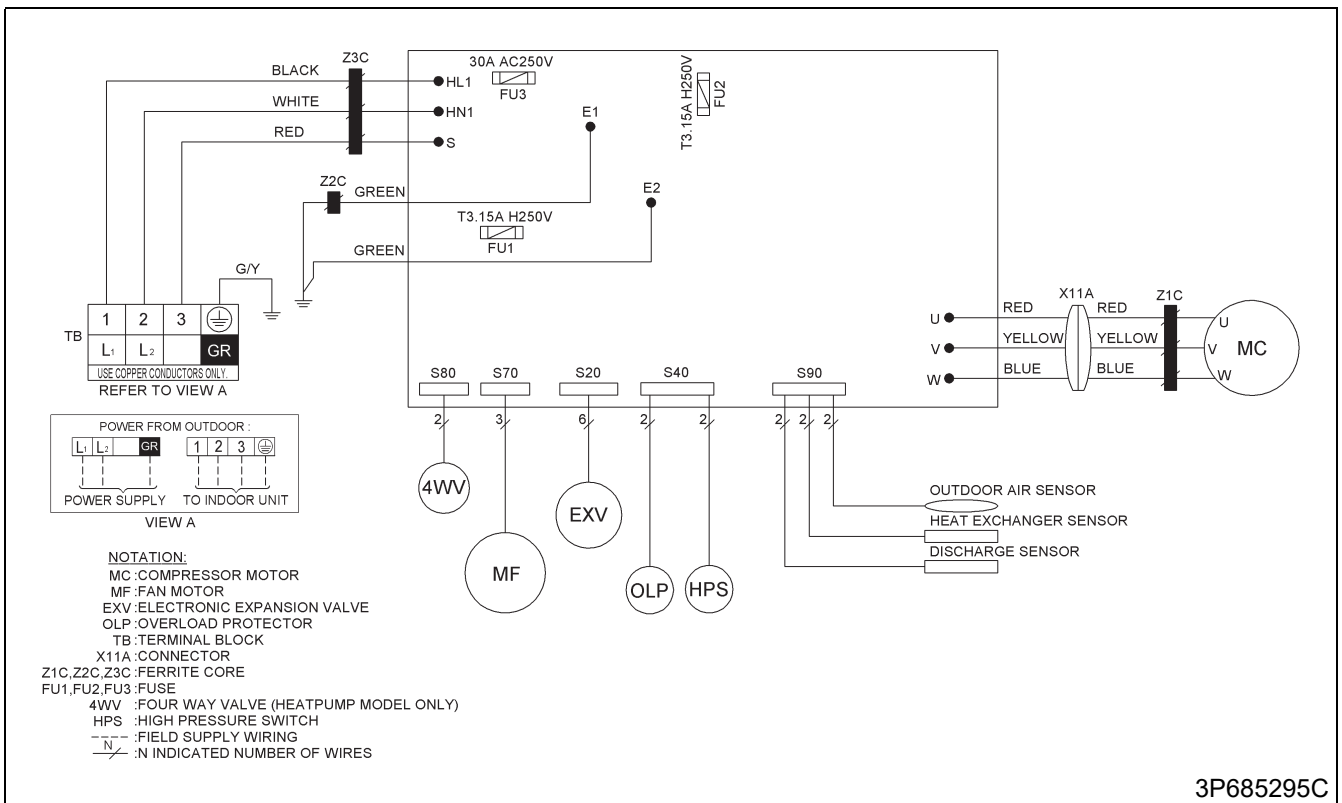 Z3C
BLACK
HL1
WHITE
HN1
RED
S
30A AC250V
FU3
T3.15A H250V
FU2
E1
E2
Z2C
GREEN
T3.15A H250V
FU1
GREEN
G/Y
TB
1 2 3
L1 L2 GR
USE COPPER CONDUCTORS ONLY.
REFER TO VIEW A
POWER FROM OUTDOOR :
L1 L2 GR 1 2 3
POWER SUPPLY TO INDOOR UNIT
VIEW A
X11A Z1C
U RED RED U
V YELLOW YELLOW V
W BLUE BLUE W
MC
S80 S70 S20 S40 S90
2 3 6 2 2 2 2 2
4WV
MF
EXV
OLP
HPS
OUTDOOR AIR SENSOR
HEAT EXCHANGER SENSOR
DISCHARGE SENSOR
NOTATION:
MC :COMPRESSOR MOTOR
MF :FAN MOTOR
EXV :ELECTRONIC EXPANSION VALVE
OLP :OVERLOAD PROTECTOR
TB :TERMINAL BLOCK
X11A :CONNECTOR
Z1C,Z2C,Z3C :FERRITE CORE
FU1,FU2,FU3 :FUSE
4WV :FOUR WAY VALVE (HEATPUMP MODEL ONLY)
HPS :HIGH PRESSURE SWITCH
---- :FIELD SUPPLY WIRING
N :N INDICATED NUMBER OF WIRES
3P685295C